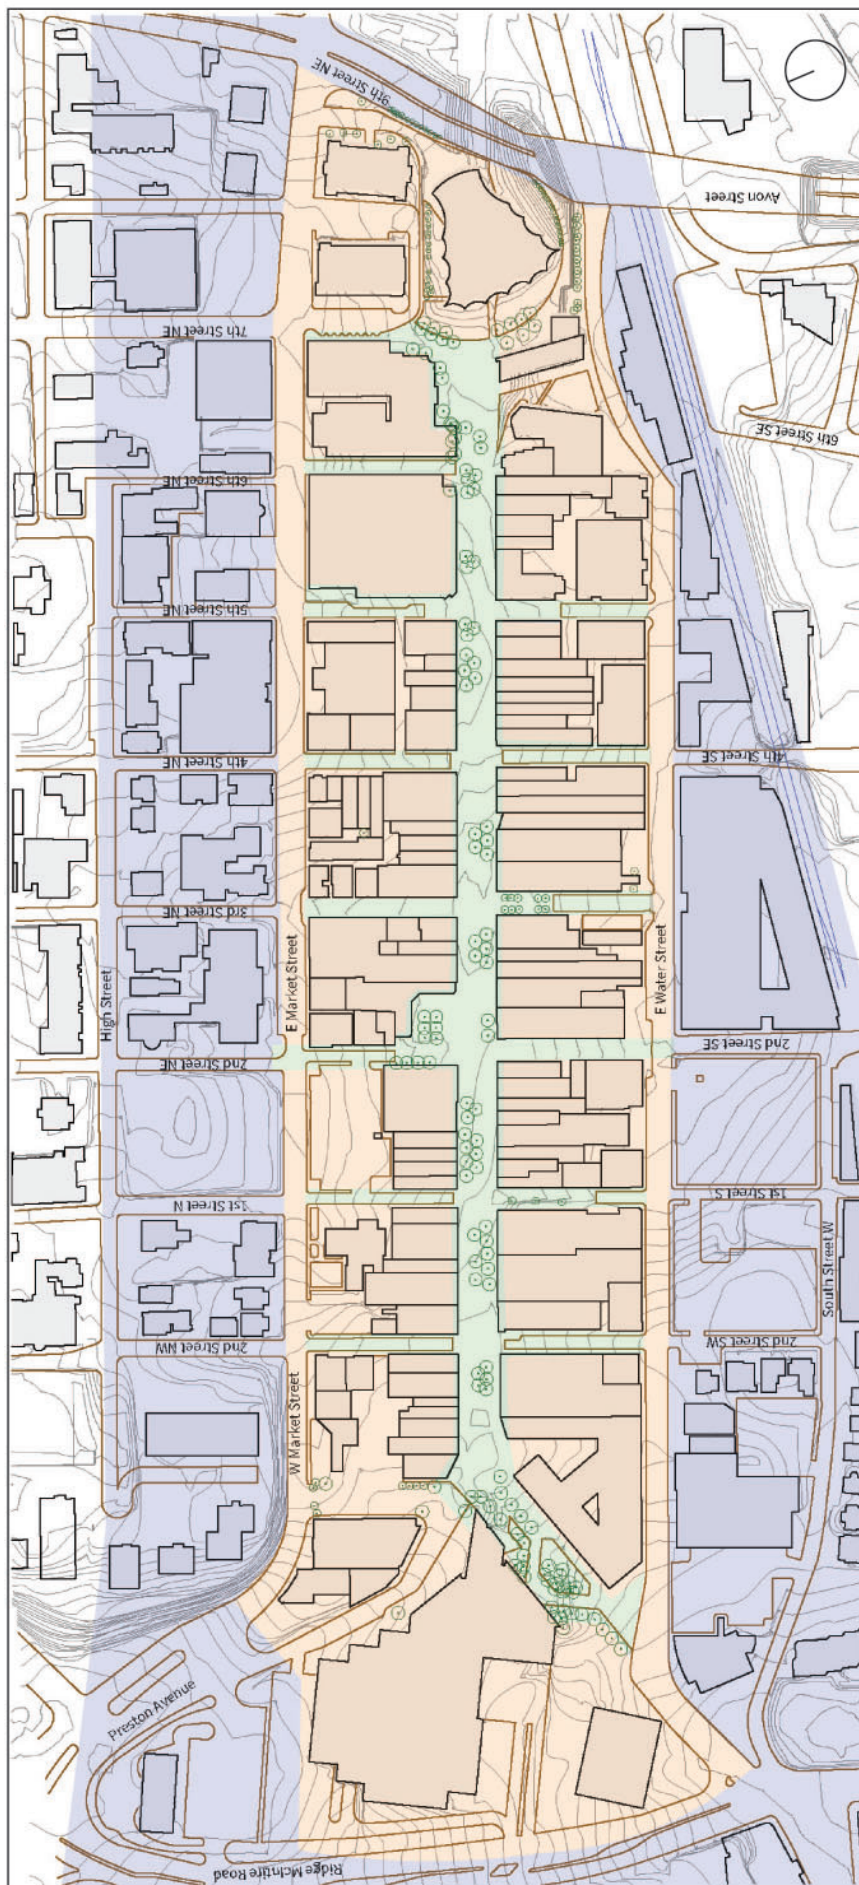 9th Street NE
Avon Street
7th Street NE
6th Street SE
6th Street NE
5th Street NE
4th Street NE
4th Street SE
3rd Street NE
High Street
E Market Street
E Water Street
2nd Street NE
2nd Street SE
1st Street N
1st Street S
South Street W
2nd Street NW
2nd Street SW
W Market Street
Preston Avenue
Ridge McIntire Road